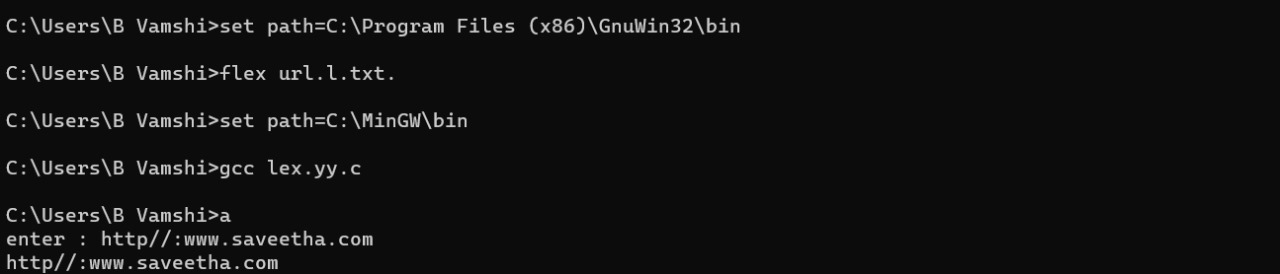 C:\Users\B Vamshi>set path=C:\Program Files (x86)\GnuWin32\bin
C:\Users\B Vamshi>flex url.l.txt.
C:\Users\B Vamshi>set path=C:\MinGW\bin
C:\Users\B Vamshi>gcc lex.yy.c
C:\Users\B Vamshi>a
enter : http//:www.saveetha.com
http//:www.saveetha.com